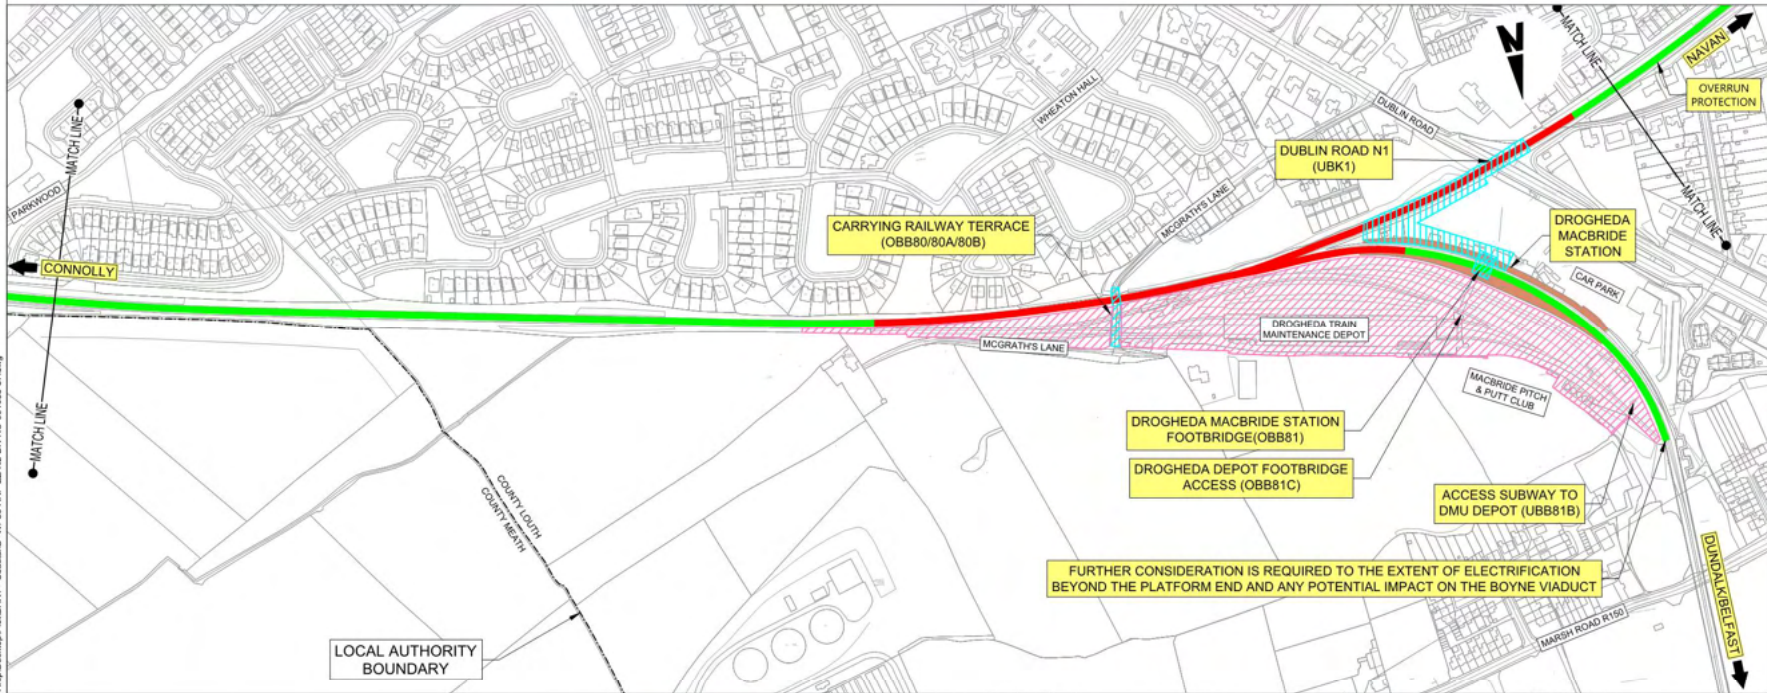 NAVAN
OVERRUN
PROTECTION
MATCH LINE
MATCH LINE
N
DUBLIN ROAD
WHEATON HALL
DUBLIN ROAD N1
(UBK1)
MATCH LINE
PARKWOOD
MCGRATH'S LANE
CARRYING RAILWAY TERRACE
(OBB80/80A/80B)
DROGHEDA
MACBRIDE
STATION
CONNOLLY
CAR PARK
DROGHEDA TRAIN
MAINTENANCE DEPOT
MCGRATH'S LANE
MACBRIDE PITCH
& PUTT CLUB
MATCH LINE
DROGHEDA MACBRIDE STATION
FOOTBRIDGE(OBB81)
DROGHEDA DEPOT FOOTBRIDGE
ACCESS (OBB81C)
ACCESS SUBWAY TO
DMU DEPOT (UBB81B)
COUNTY LOUTH
COUNTY MEATH
FURTHER CONSIDERATION IS REQUIRED TO THE EXTENT OF ELECTRIFICATION
BEYOND THE PLATFORM END AND ANY POTENTIAL IMPACT ON THE BOYNE VIADUCT
DUNDALK/BELFAST
MARSH ROAD R150
LOCAL AUTHORITY
BOUNDARY